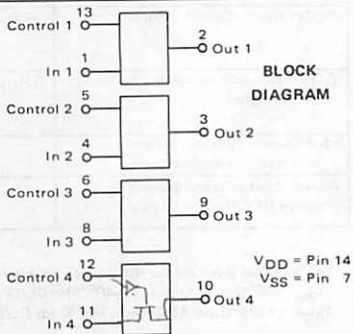 13
Control 1
2
Out 1
1
In 1
BLOCK
DIAGRAM
5
Control 2
3
Out 2
4
In 2
6
Control 3
9
Out 3
8
In 3
12
Control 4
10
Out 4
11
In 4
VDD = Pin 14
VSS = Pin 7